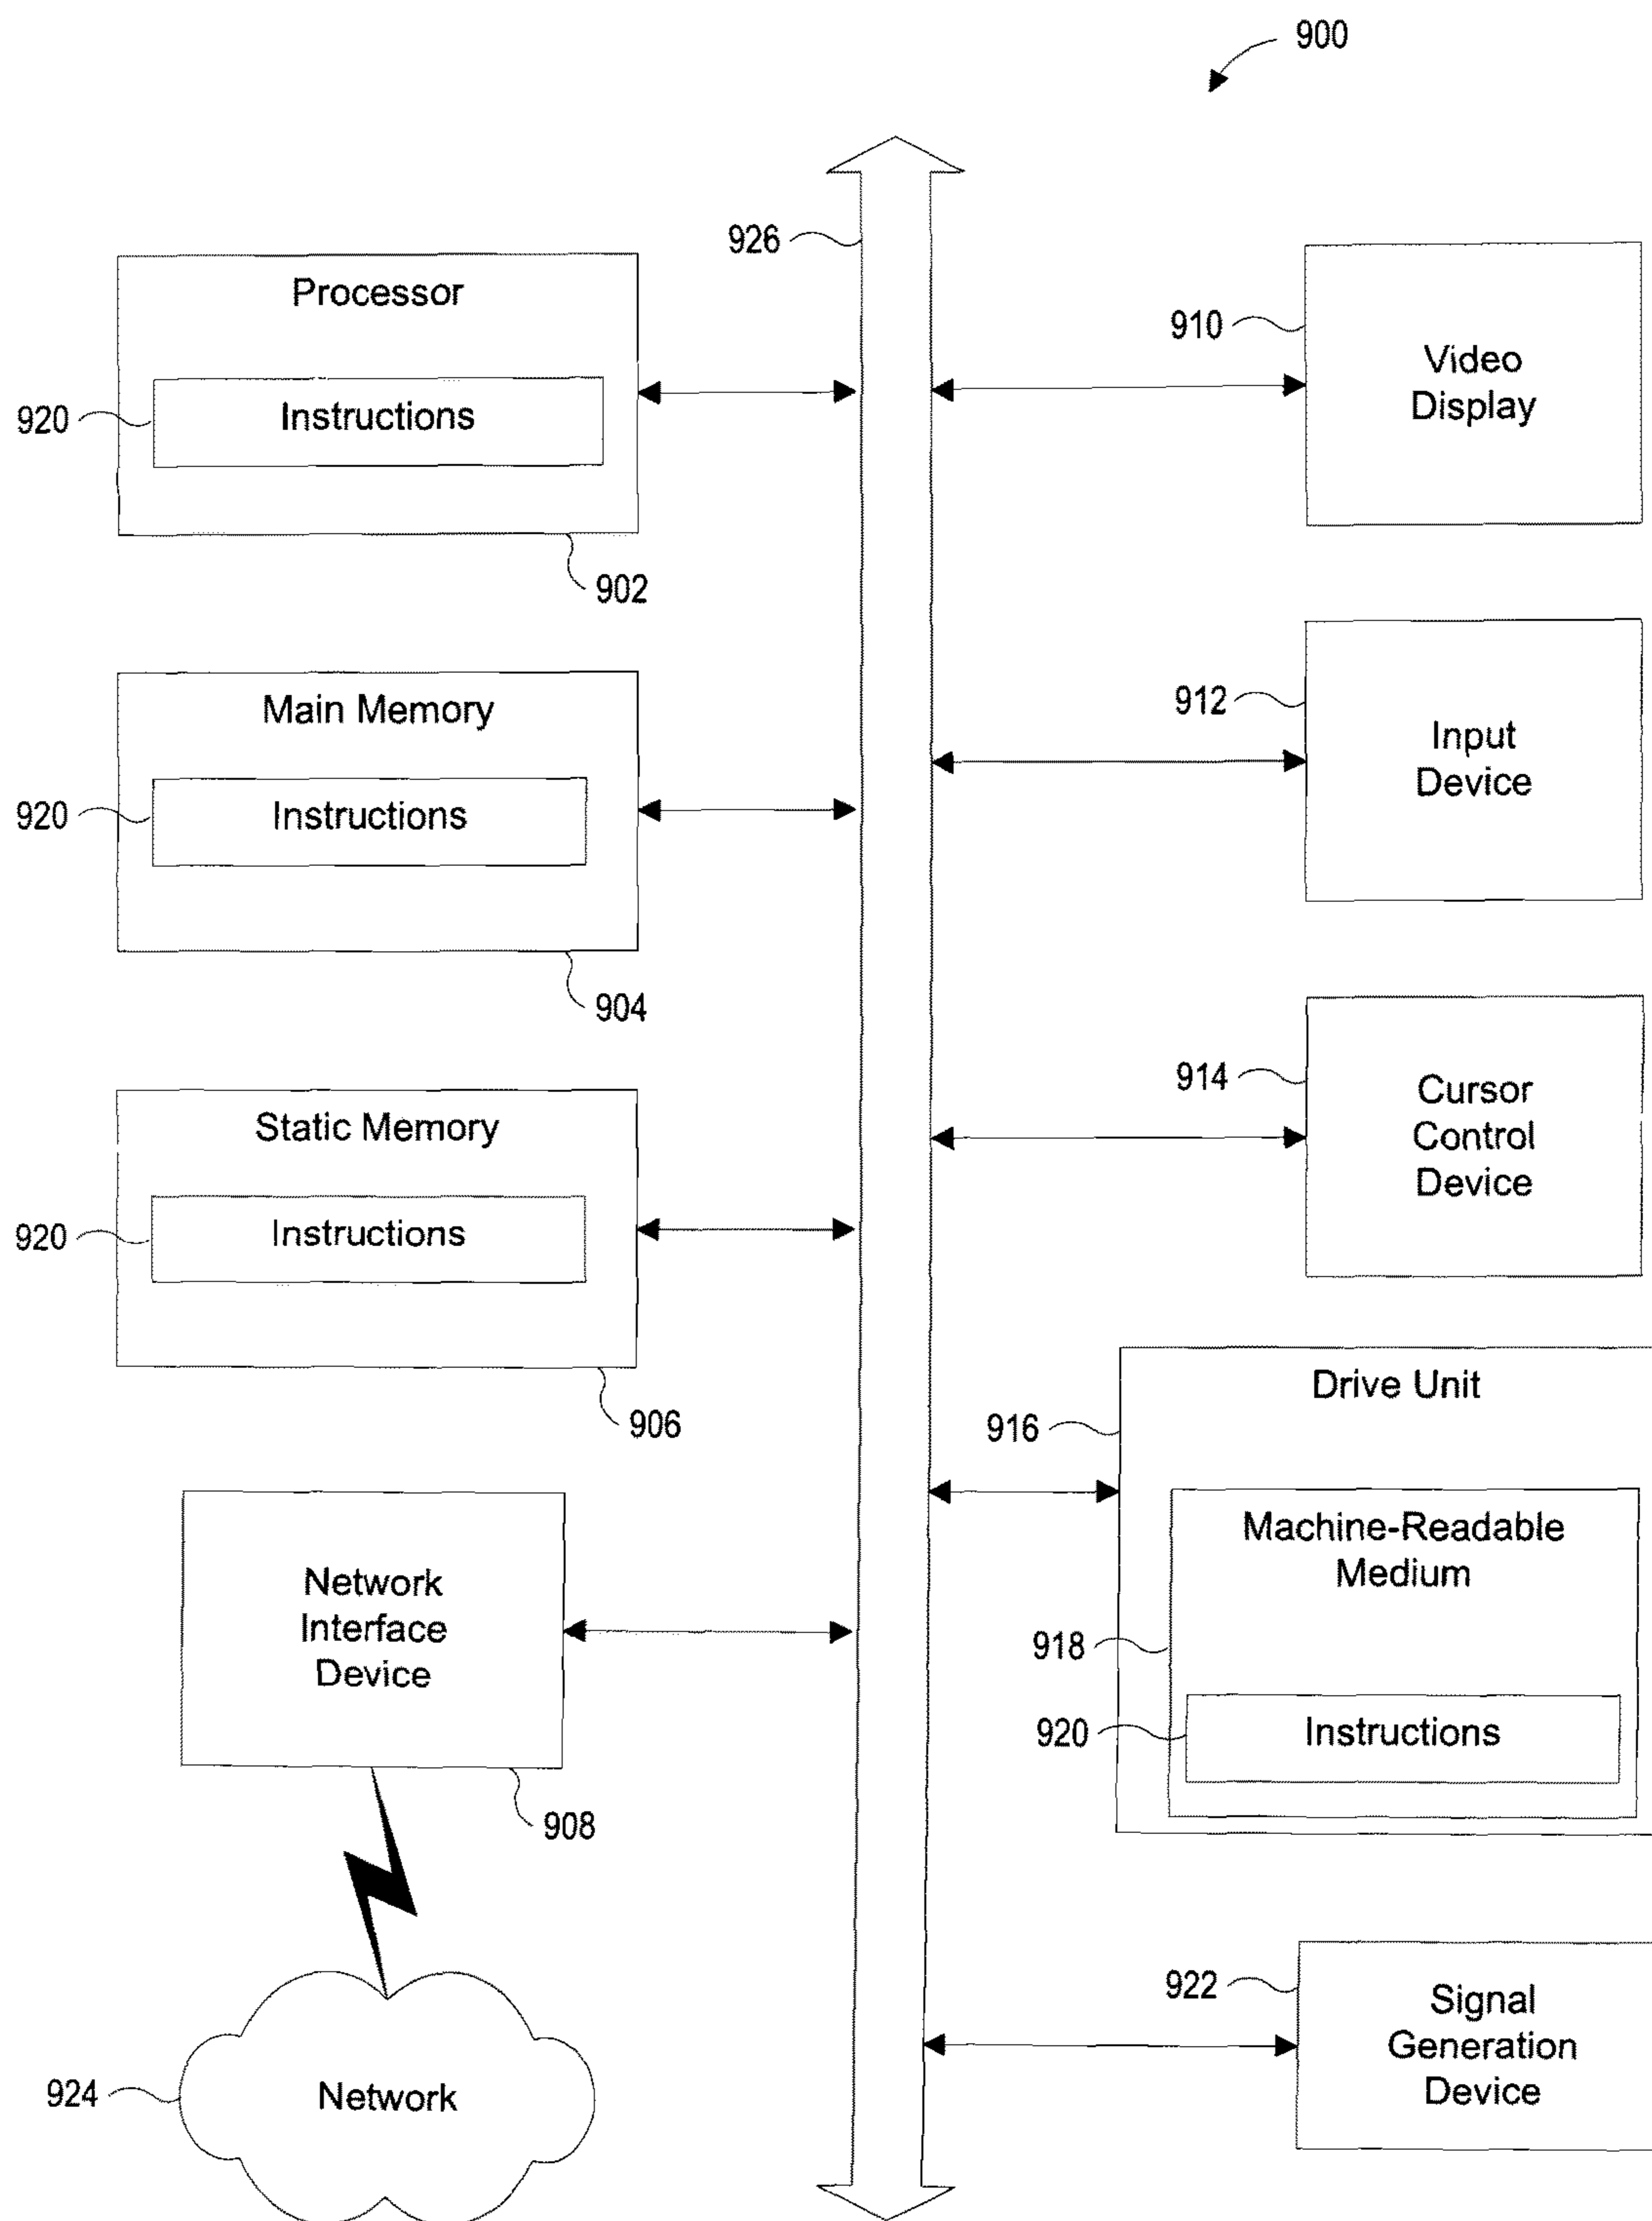 900
926
Processor
920
Instructions
902
910
Video
Display
Main Memory
920
Instructions
904
912
Input
Device
Static Memory
920
Instructions
906
914
Cursor
Control
Device
Network
Interface
Device
908
916
Drive Unit
Machine-Readable
Medium
918
920
Instructions
924
Network
922
Signal
Generation
Device